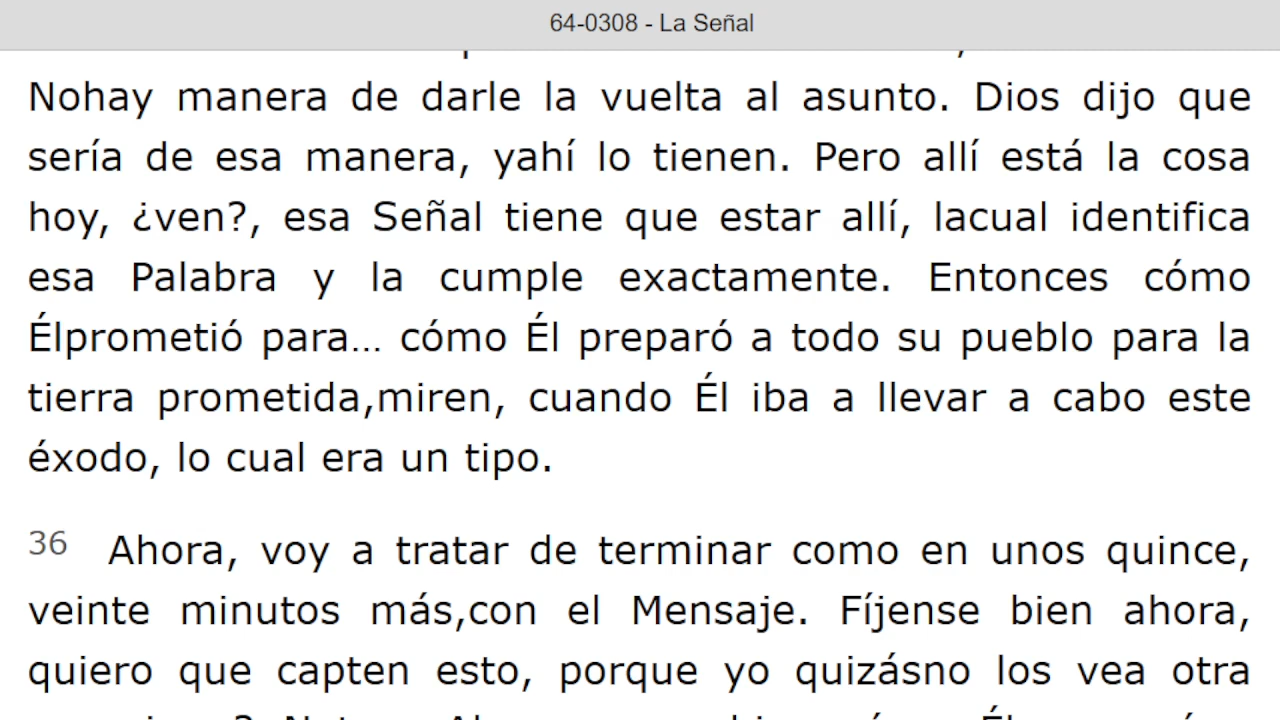 64-0308 - La Señal
Nohay manera de darle la vuelta al asunto. Dios dijo que
sería de esa manera, yahí lo tienen. Pero allí está la cosa
hoy, ¿ven?, esa Señal tiene que estar allí, lacual identifica
esa Palabra y la cumple exactamente. Entonces cómo
Élprometió para... cómo Él preparó a todo su pueblo para la
tierra prometida,miren, cuando Él iba a llevar a cabo este
éxodo, lo cual era un tipo.
36 Ahora, voy a tratar de terminar como en unos quince,
veinte minutos más,con el Mensaje. Fíjense bien ahora,
quiero que capten esto, porque yo quizásno los vea otra